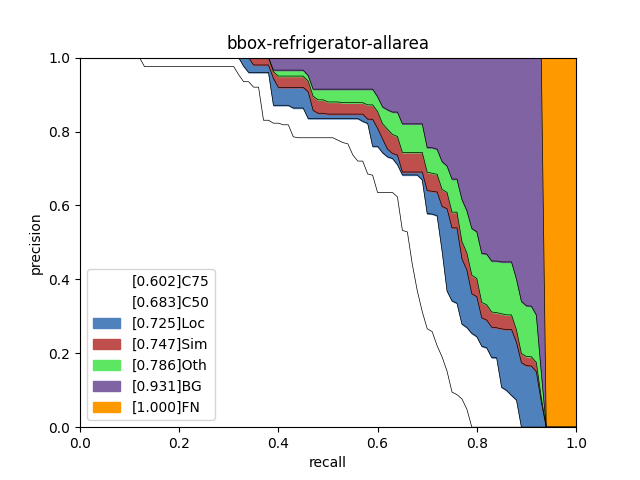 bbox-refrigerator-allarea
1.0
0.8
0.6
0.4
0.2
0.0
precision
[0.602]C75
[0.683]C50
[0.725]Loc
[0.747]Sim
[0.786]Oth
[0.931]BG
[1.000]FN
0.0 0.2 0.4 0.6 0.8 1.0
recall